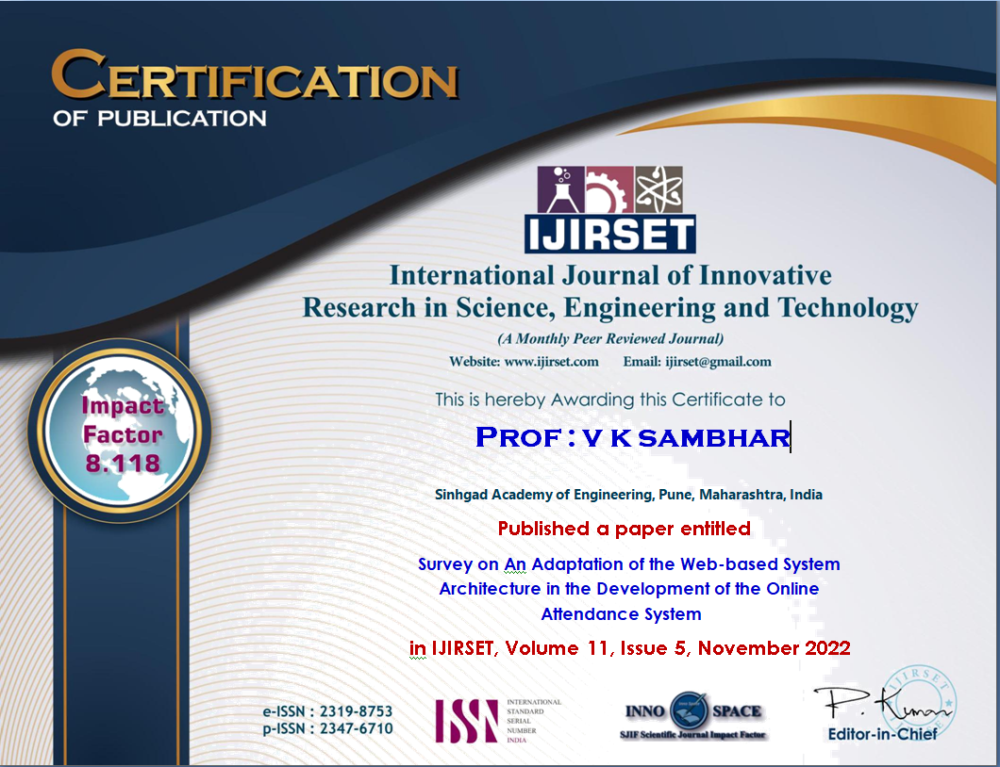 CERTIFICATION
OF PUBLICATION
IJIRSET
International Journal of Innovative
Research in Science, Engineering and Technology
(A Monthly Peer Reviewed Journal)
Website: www.ijirset.com Email: ijirset@gmail.com
This is hereby Awarding this Certificate to
PROF : V K SAMBHAR
Impact
Factor
8.118
Sinhgad Academy of Engineering, Pune, Maharashtra, India
Published a paper entitled
Survey on An Adaptation of the Web-based System
Architecture in the Development of the Online
Attendance System
in IJIRSET, Volume 11, Issue 5, November 2022
e-ISSN : 2319-8753
p-ISSN : 2347-6710
ISSN
INTERNATIONAL
STANDARD
SERIAL
NUMBER
INDIA
INNO SPACE
SJIF Scientific Journal Impact Factor
IJIRSET
P. Kumar
Editor-in-Chief